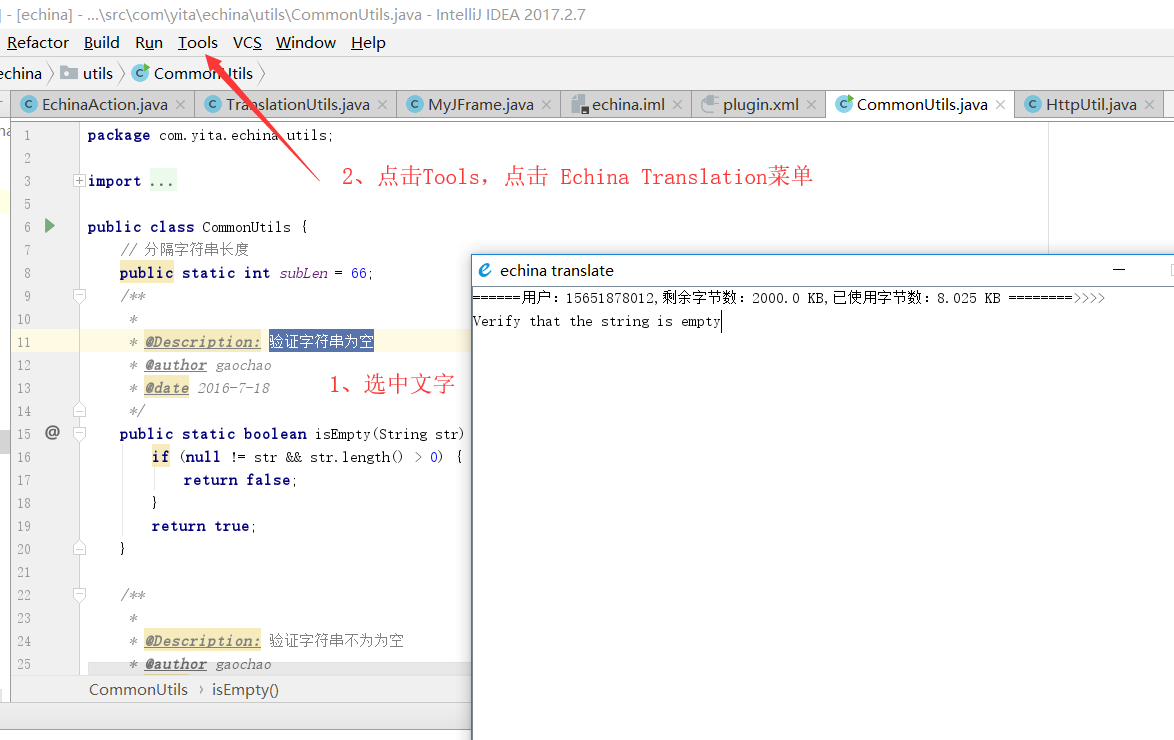 - [echina] - ...\src\com\yita\echina\utils\CommonUtils.java - IntelliJ IDEA 2017.2.7
Refactor Build Run Tools VCS Window Help
echina utils CommonUtils
EchinaAction.java TranslationUtils.java MyJFrame.java echina.iml plugin.xml CommonUtils.java HttpUtil.java
1 package com.yita.echina.utils;
2
3 import ...
2、点击Tools，点击 Echina Translation菜单
5
6 public class CommonUtils {
7 // 分隔字符串长度
8 public static int subLen = 66;
9 /**
10 *
11 * @Description: 验证字符串为空
12 * @author gaochao
13 * @date 2016-7-18
1、选中文字
14 */
15 @ public static boolean isEmpty(String str)
16 if (null != str && str.length() > 0) {
17 return false;
18 }
19 return true;
20 }
21
22 /**
23 *
24 * @Description: 验证字符串不为为空
25 * @author gaochao
CommonUtils › isEmpty()
echina translate
======用户：15651878012,剩余字节数：2000.0 KB,已使用字节数：8.025 KB ========>>>>
Verify that the string is empty